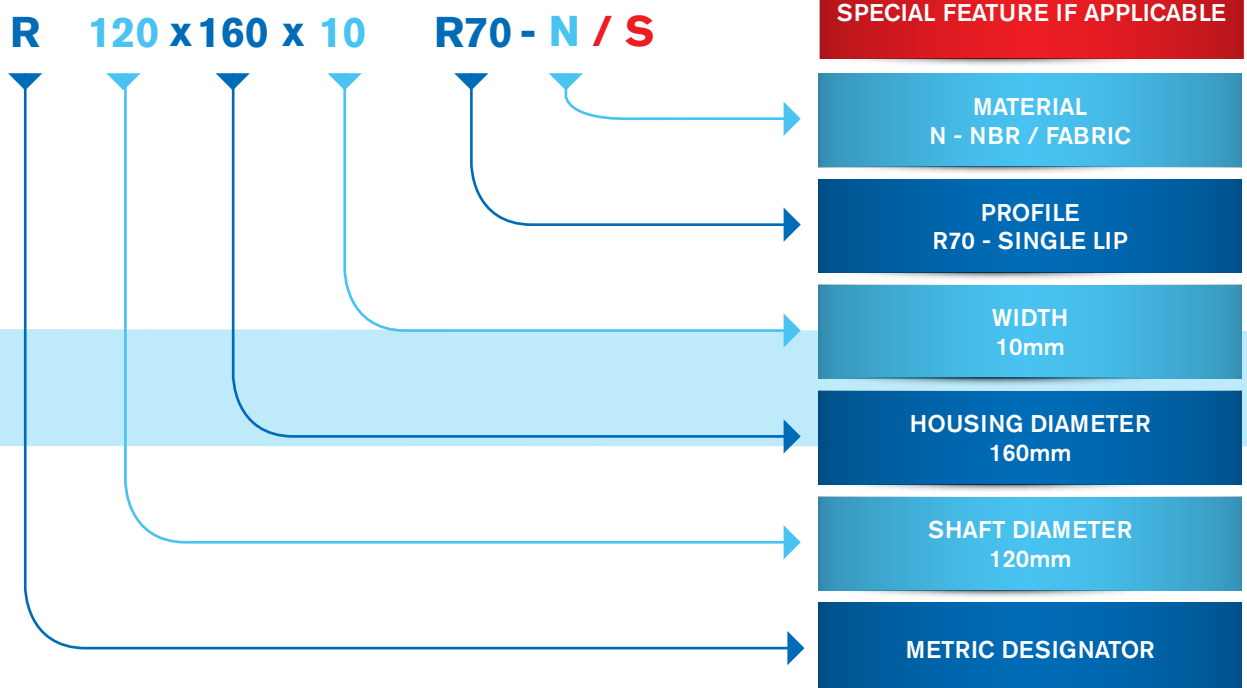 R 120 x 160 x 10 R70 - N / S
SPECIAL FEATURE IF APPLICABLE
MATERIAL
N - NBR / FABRIC
PROFILE
R70 - SINGLE LIP
WIDTH
10mm
HOUSING DIAMETER
160mm
SHAFT DIAMETER
120mm
METRIC DESIGNATOR